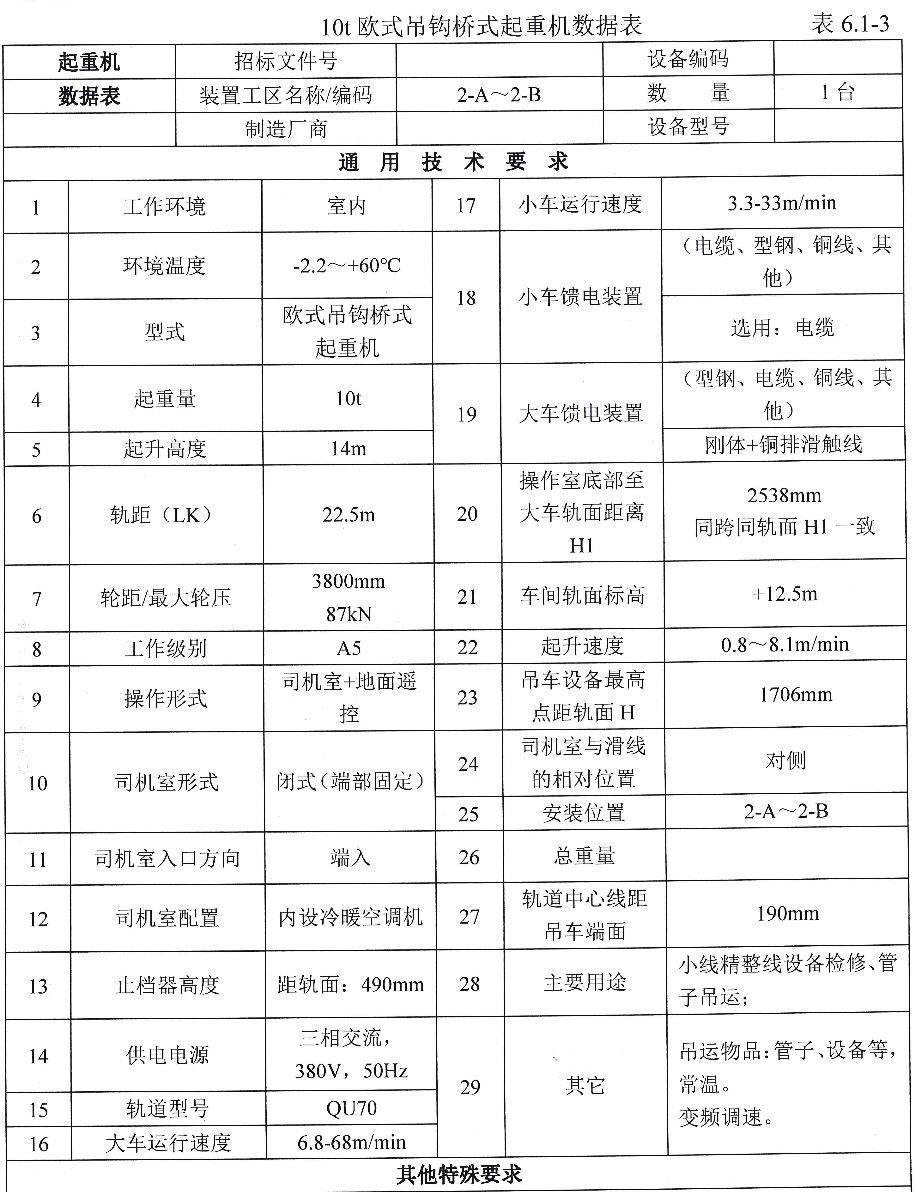 10t 欧式吊钩桥式起重机数据表 表 6.1-3
起重机 招标文件号 设备编码
数据表 装置工区名称/编码 2-A～2-B 数 量 1 台
制造厂商 设备型号
通 用 技 术 要 求
1 工作环境 室内 17 小车运行速度 3.3-33m/min
2 环境温度 -2.2～+60℃ 18 小车馈电装置 （电缆、型钢、铜线、其
他）
3 型式 欧式吊钩桥式
起重机
选用：电缆
4 起重量 10t 19 大车馈电装置 （型钢、电缆、铜线、其
他）
5 起升高度 14m 刚体+铜排滑触线
6 轨距（LK） 22.5m 20 操作室底部至
大车轨面距离
H1
2538mm
同跨同轨面 H1 一致
7 轮距/最大轮压 3800mm
87kN
21 车间轨面标高 +12.5m
8 工作级别 A5 22 起升速度 0.8～8.1m/min
9 操作形式 司机室+地面遥
控
23 吊车设备最高
点距轨面 H
1706mm
10 司机室形式 闭式（端部固定） 24 司机室与滑线
的相对位置
对侧
25 安装位置 2-A～2-B
11 司机室入口方向 端入 26 总重量
12 司机室配置 内设冷暖空调机 27 轨道中心线距
吊车端面
190mm
13 止档器高度 距轨面：490mm 28 主要用途 小线精整线设备检修、管
子吊运；
14 供电电源 三相交流，
380V，50Hz
29 其它 吊运物品：管子、设备等，
常温。
变频调速。
15 轨道型号 QU70
16 大车运行速度 6.8-68m/min
其他特殊要求